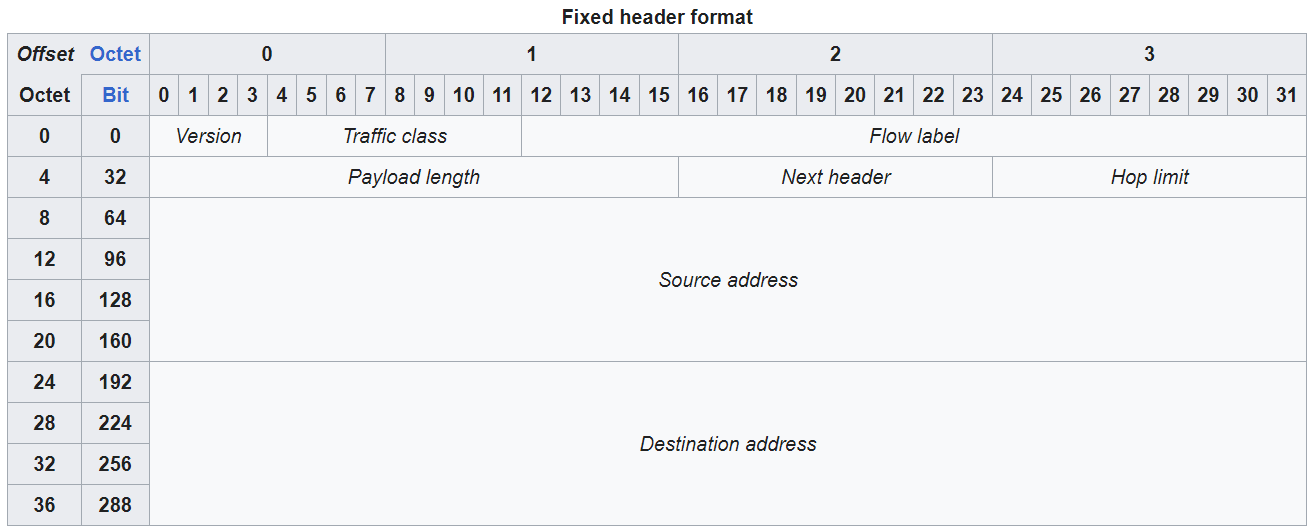 Fixed header format
Offset Octet 0 1 2 3
Octet Bit 0 1 2 3 4 5 6 7 8 9 10 11 12 13 14 15 16 17 18 19 20 21 22 23 24 25 26 27 28 29 30 31
0 0 Version Traffic class Flow label
4 32 Payload length Next header Hop limit
8 64
12 96
Source address
16 128
20 160
24 192
28 224
Destination address
32 256
36 288